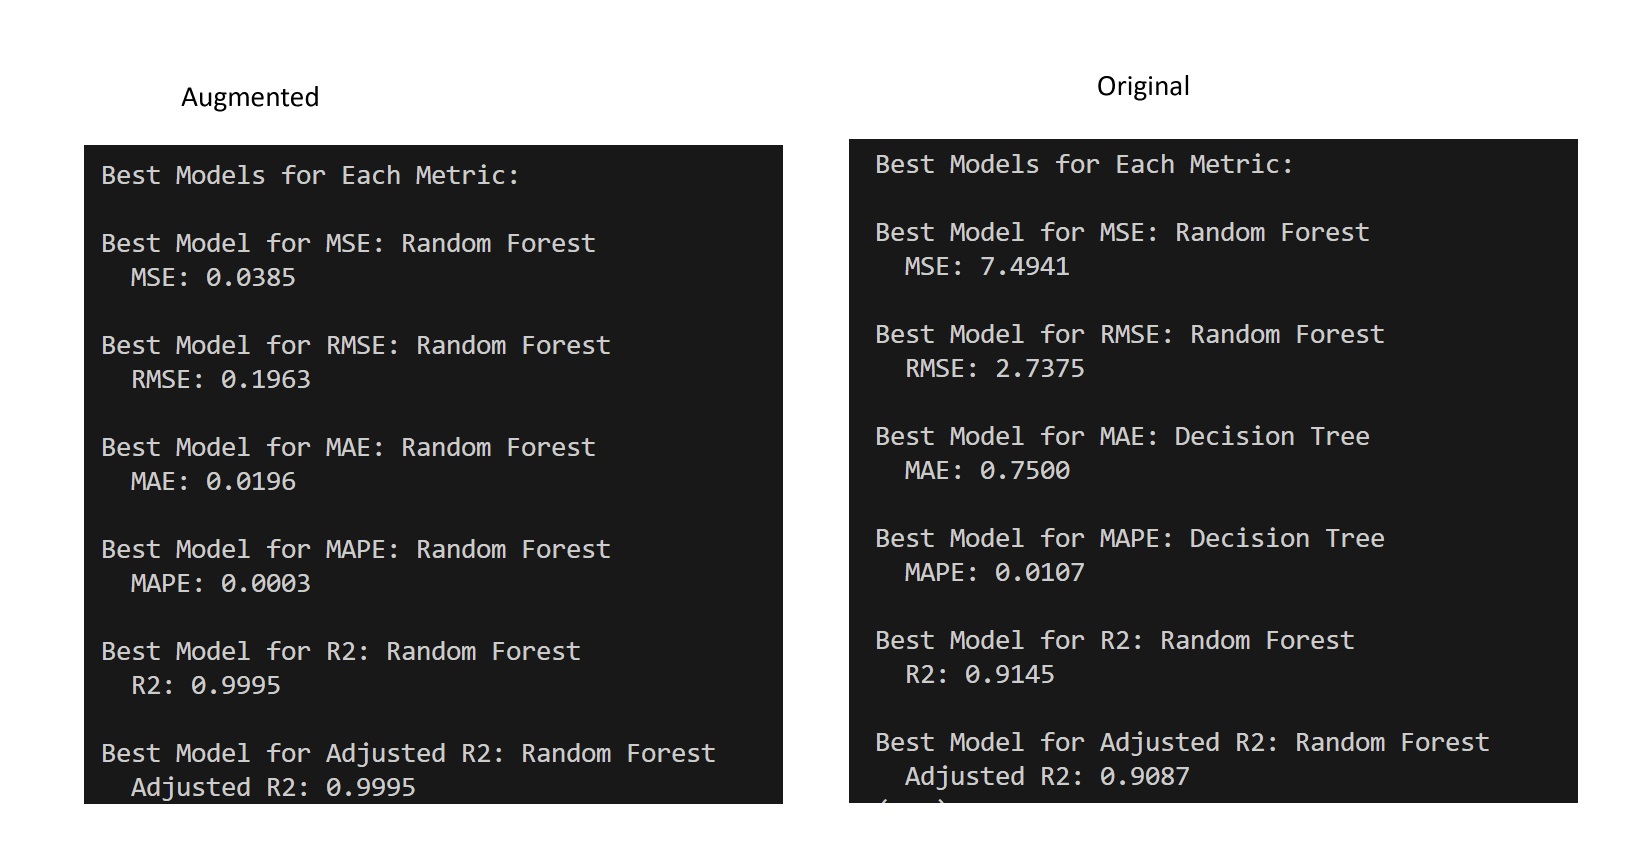 Augmented
Best Models for Each Metric:
Best Model for MSE: Random Forest
MSE: 0.0385
Best Model for RMSE: Random Forest
RMSE: 0.1963
Best Model for MAE: Random Forest
MAE: 0.0196
Best Model for MAPE: Random Forest
MAPE: 0.0003
Best Model for R2: Random Forest
R2: 0.9995
Best Model for Adjusted R2: Random Forest
Adjusted R2: 0.9995
Original
Best Models for Each Metric:
Best Model for MSE: Random Forest
MSE: 7.4941
Best Model for RMSE: Random Forest
RMSE: 2.7375
Best Model for MAE: Decision Tree
MAE: 0.7500
Best Model for MAPE: Decision Tree
MAPE: 0.0107
Best Model for R2: Random Forest
R2: 0.9145
Best Model for Adjusted R2: Random Forest
Adjusted R2: 0.9087